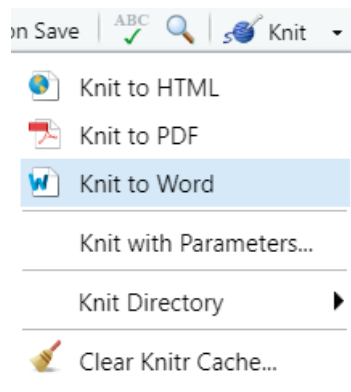 on Save ABC Knit
Knit to HTML
Knit to PDF
Knit to Word
Knit with Parameters...
Knit Directory
Clear Knitr Cache...